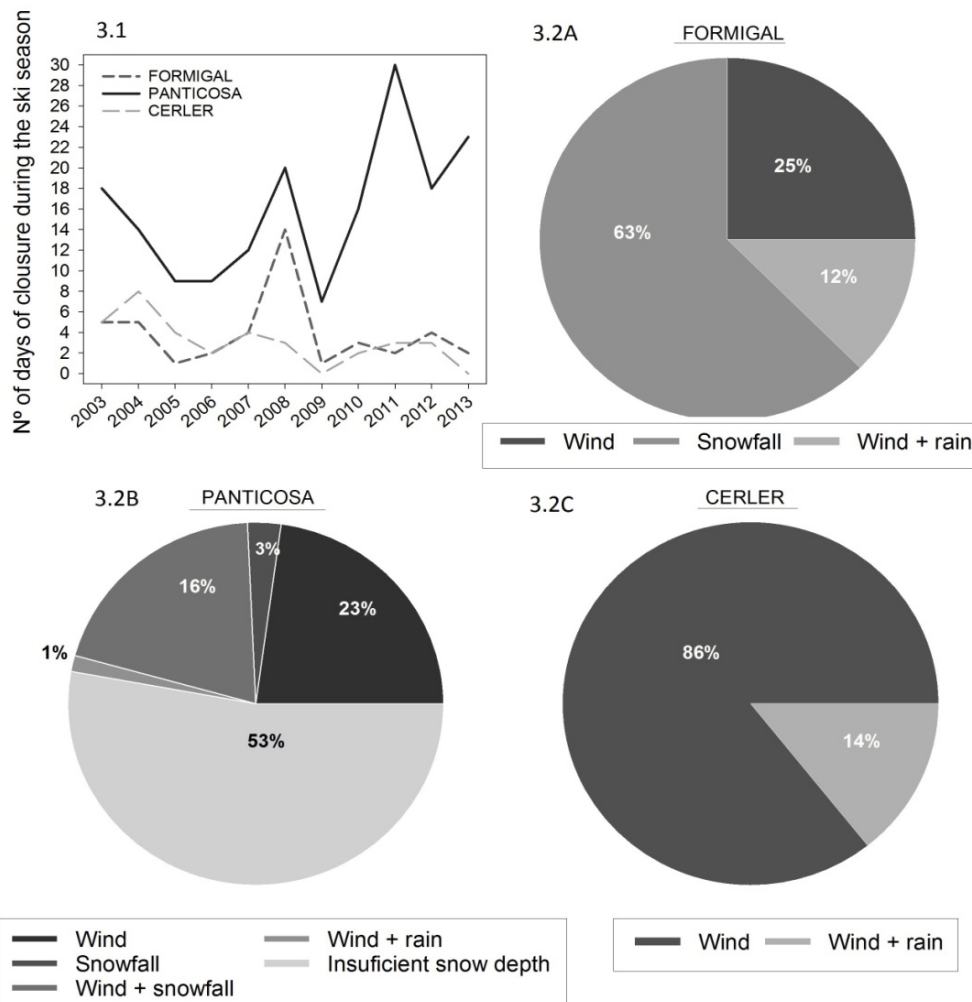 3.1
Nº of days of clousure during the ski season
30
28
26
24
22
20
18
16
14
12
10
8
6
4
2
0
FORMIGAL
PANTICOSA
CERLER
2003 2004 2005 2006 2007 2008 2009 2010 2011 2012 2013
3.2A
FORMIGAL
25%
63%
12%
Wind Snowfall Wind + rain
3.2B
PANTICOSA
3%
16%
23%
1%
53%
Wind
Snowfall
Wind + snowfall
Wind + rain
Insuficient snow depth
3.2C
CERLER
86%
14%
Wind Wind + rain